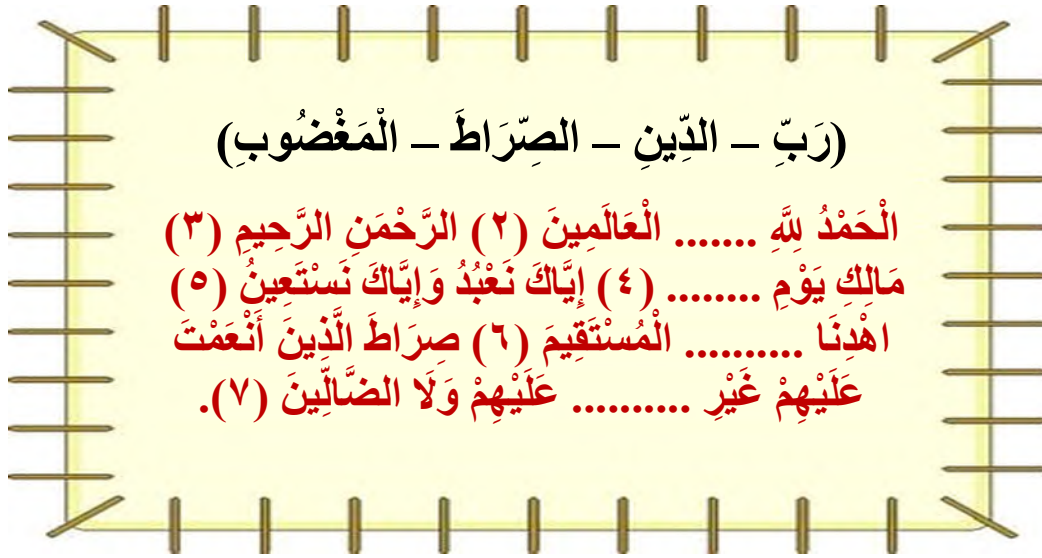 (رَبِّ – الدِّينِ – الصِّرَاطَ – الْمَغْضُوبِ)
الْحَمْدُ لِلَّهِ ....... الْعَالَمِينَ (٢) الرَّحْمَنِ الرَّحِيمِ (٣)
مَالِكِ يَوْمِ ........ (٤) إِيَّاكَ نَعْبُدُ وَإِيَّاكَ نَسْتَعِينُ (٥)
اهْدِنَا .......... الْمُسْتَقِيمَ (٦) صِرَاطَ الَّذِينَ أَنْعَمْتَ
عَلَيْهِمْ غَيْرِ .......... عَلَيْهِمْ وَلَا الضَّالِّينَ (٧).